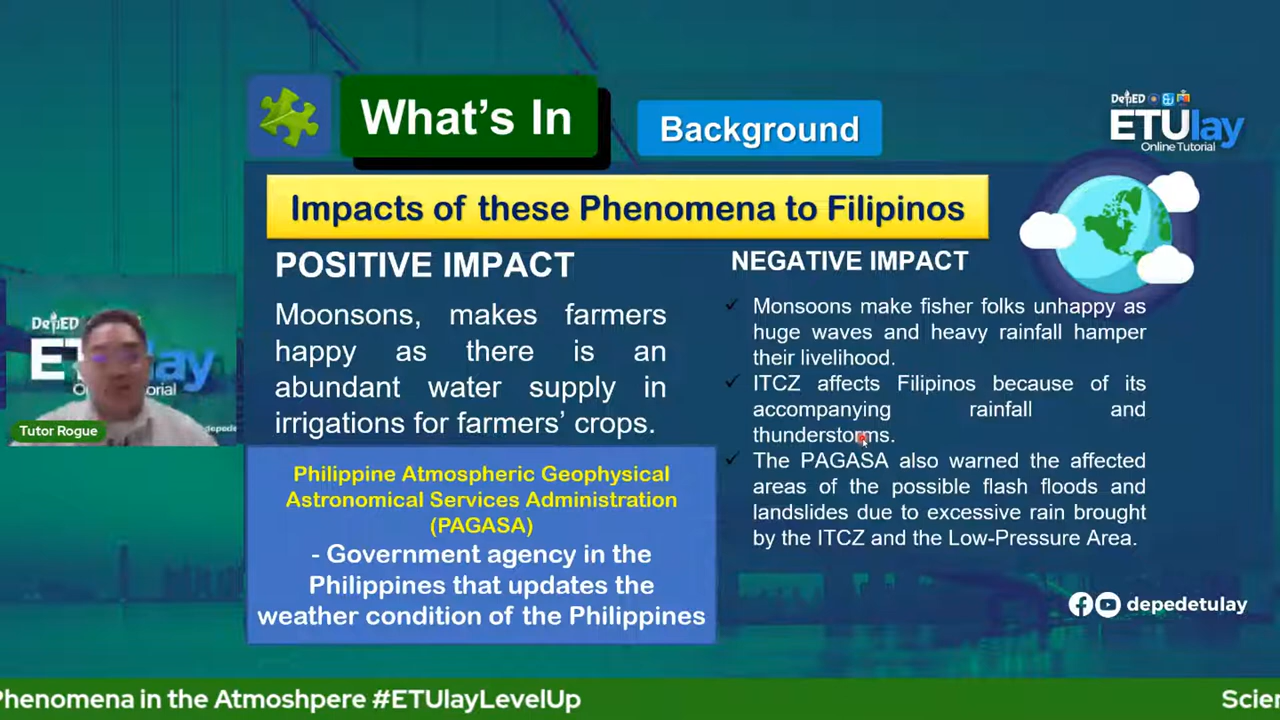 What's In
Background
DepED
ETUlay
Online Tutorial
Impacts of these Phenomena to Filipinos
POSITIVE IMPACT
Moonsons, makes farmers
happy as there is an
abundant water supply in
irrigations for farmers' crops.
Philippine Atmospheric Geophysical
Astronomical Services Administration
(PAGASA)
- Government agency in the
Philippines that updates the
weather condition of the Philippines
NEGATIVE IMPACT
✓ Monsoons make fisher folks unhappy as
huge waves and heavy rainfall hamper
their livelihood.
✓ ITCZ affects Filipinos because of its
accompanying rainfall and
thunderstorms.
✓ The PAGASA also warned the affected
areas of the possible flash floods and
landslides due to excessive rain brought
by the ITCZ and the Low-Pressure Area.
DepED
Tutor Rogue
depedetulay
Phenomena in the Atmoshpere #ETUlayLevelUp
Scien